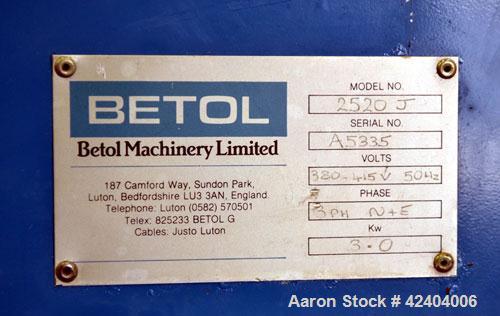 BETOL
Betol Machinery Limited
187 Camford Way, Sundon Park,
Luton, Bedfordshire LU3 3AN, England.
Telephone: Luton (0582) 570501
Telex: 825233 BETOL G
Cables: Justo Luton
MODEL NO.
2520 J
SERIAL NO.
A5335
VOLTS
380-415V 50Hz
PHASE
3PH N+E
Kw
3.0
Aaron Stock # 42404006